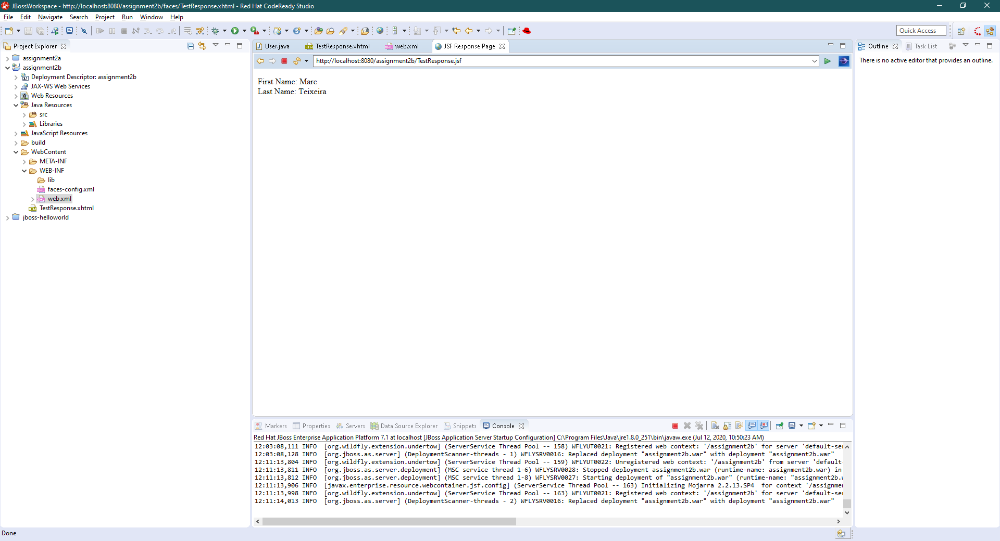 JBossWorkspace - http://localhost:8080/assignment2b/faces/TestResponse.xhtml - Red Hat CodeReady Studio
File Edit Navigate Search Project Run Window Help
Quick Access
Project Explorer
assignment2a
assignment2b
Deployment Descriptor: assignment2b
JAX-WS Web Services
Web Resources
Java Resources
src
Libraries
JavaScript Resources
build
WebContent
META-INF
WEB-INF
lib
faces-config.xml
web.xml
TestResponse.xhtml
jboss-helloworld
User.java TestResponse.xhtml web.xml JSF Response Page
http://localhost:8080/assignment2b/TestResponse.jsf
First Name: Marc
Last Name: Teixeira
Outline Task List
There is no active editor that provides an outline.
Markers Properties Servers Data Source Explorer Snippets Console
Red Hat JBoss Enterprise Application Platform 7.1 at localhost [JBoss Application Server Startup Configuration] C:\Program Files\Java\jre1.8.0_251\bin\javaw.exe (Jul 12, 2020, 10:50:23 AM)
12:03:08,111 INFO [org.wildfly.extension.undertow] (ServerService Thread Pool -- 158) WFLYUT0021: Registered web context: '/assignment2b' for server 'default-se
12:03:08,128 INFO [org.jboss.as.server] (DeploymentScanner-threads - 1) WFLYSRV0016: Replaced deployment "assignment2b.war" with deployment "assignment2b.war"
12:11:13,804 INFO [org.wildfly.extension.undertow] (ServerService Thread Pool -- 159) WFLYUT0022: Unregistered web context: '/assignment2b' from server 'default
12:11:13,811 INFO [org.jboss.as.server.deployment] (MSC service thread 1-6) WFLYSRV0028: Stopped deployment assignment2b.war (runtime-name: assignment2b.war) in
12:11:13,812 INFO [org.jboss.as.server.deployment] (MSC service thread 1-8) WFLYSRV0027: Starting deployment of "assignment2b.war" (runtime-name: "assignment2b.w
12:11:13,906 INFO [javax.enterprise.resource.webcontainer.jsf.config] (ServerService Thread Pool -- 163) Initializing Mojarra 2.2.13.SP4 for context '/assignme
12:11:13,998 INFO [org.wildfly.extension.undertow] (ServerService Thread Pool -- 163) WFLYUT0021: Registered web context: '/assignment2b' for server 'default-se
12:11:14,013 INFO [org.jboss.as.server] (DeploymentScanner-threads - 2) WFLYSRV0016: Replaced deployment "assignment2b.war" with deployment "assignment2b.war"
Done